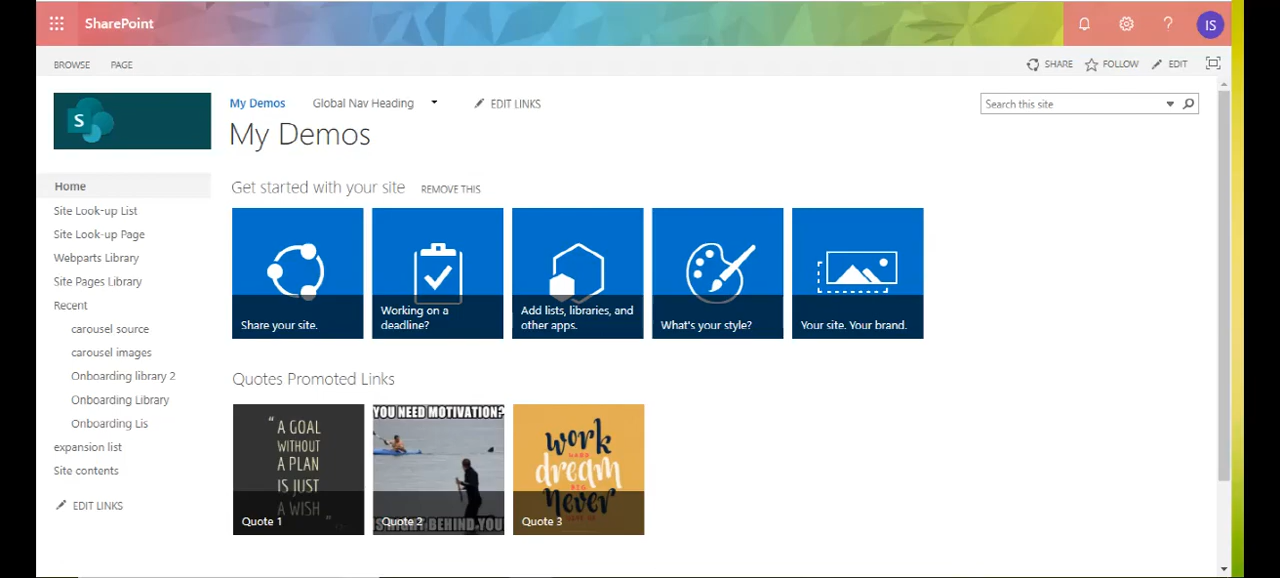 SharePoint
IS
BROWSE PAGE
SHARE FOLLOW EDIT
S
My Demos Global Nav Heading EDIT LINKS
Search this site
My Demos
Home
Site Look-up List
Site Look-up Page
Webparts Library
Site Pages Library
Recent
carousel source
carousel images
Onboarding library 2
Onboarding Library
Onboarding Lis
expansion list
Site contents
EDIT LINKS
Get started with your site REMOVE THIS
Share your site.
Working on a
deadline?
Add lists, libraries, and
other apps.
What's your style?
Your site. Your brand.
Quotes Promoted Links
“ A GOAL
WITHOUT
A PLAN
IS JUST
A WISH ”
Quote 1
YOU NEED MOTIVATION?
BEHIND YOU
Quote 2
work
HARD
dream
BIG
never
Quote 3